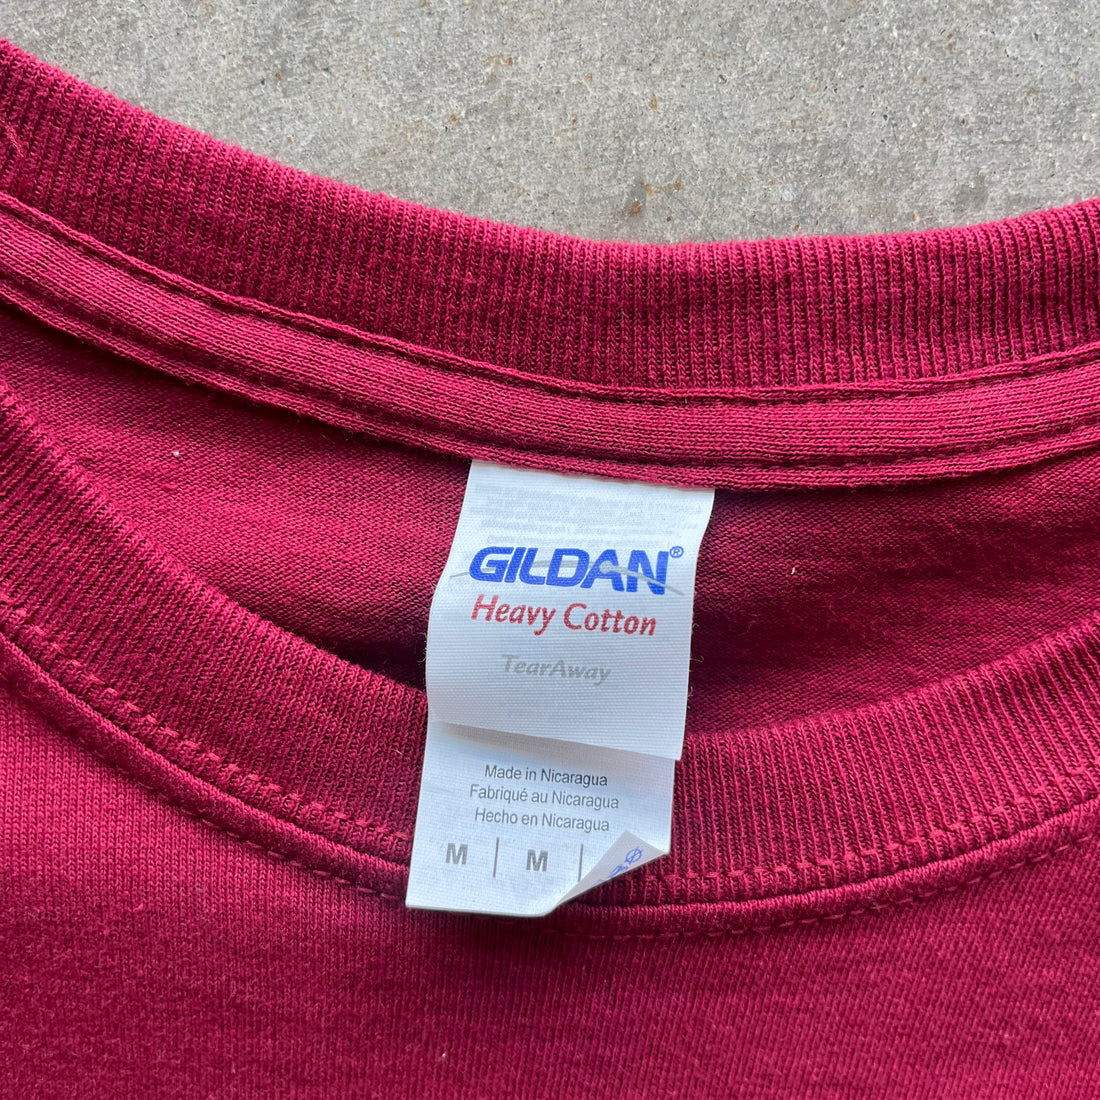 GILDAN®
Heavy Cotton
TearAway
Made in Nicaragua
Fabriqué au Nicaragua
Hecho en Nicaragua
M | M |